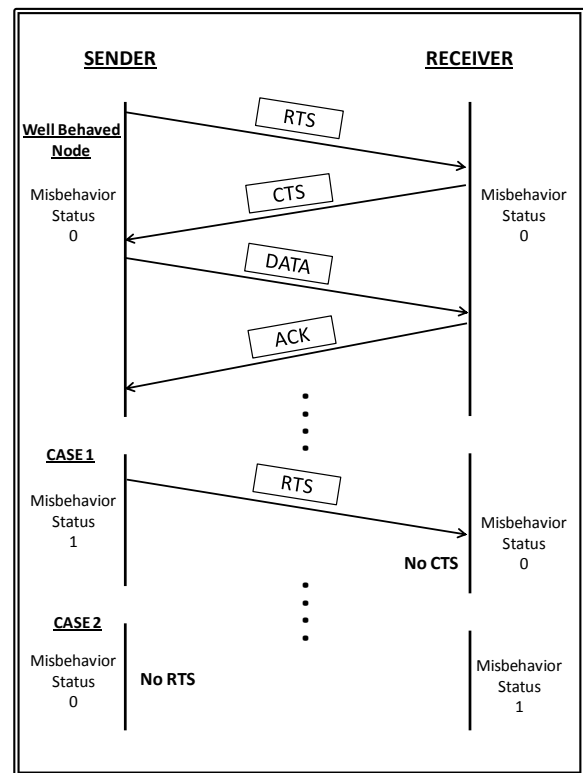 SENDER
RECEIVER
RTS
Well Behaved
Node
CTS
Misbehavior
Status
0
Misbehavior
Status
0
DATA
ACK
CASE 1
RTS
Misbehavior
Status
1
Misbehavior
Status
0
No CTS
CASE 2
Misbehavior
Status
0
No RTS
Misbehavior
Status
1